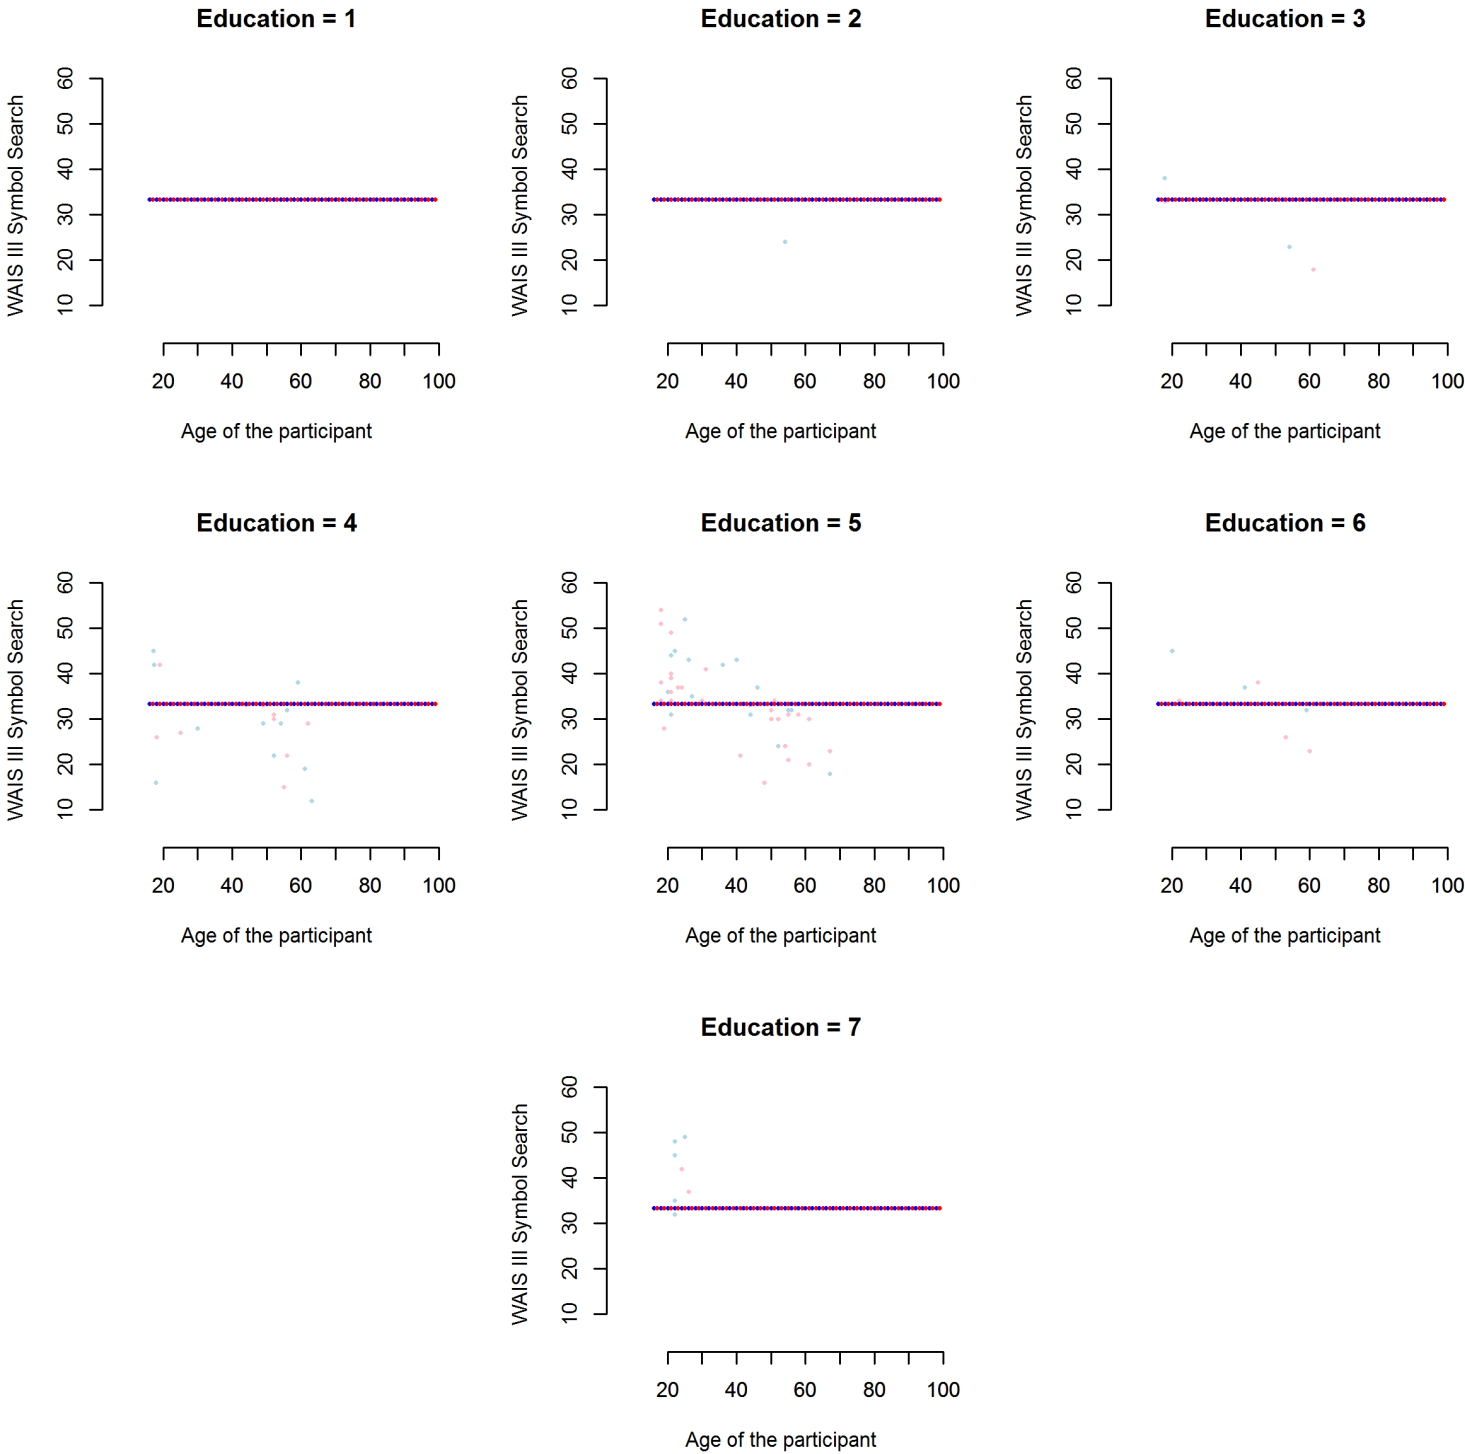 Education = 1
WAIS III Symbol Search
60
50
40
30
20
10
20 40 60 80 100
Age of the participant
Education = 2
WAIS III Symbol Search
60
50
40
30
20
10
20 40 60 80 100
Age of the participant
Education = 3
WAIS III Symbol Search
60
50
40
30
20
10
20 40 60 80 100
Age of the participant
Education = 4
WAIS III Symbol Search
60
50
40
30
20
10
20 40 60 80 100
Age of the participant
Education = 5
WAIS III Symbol Search
60
50
40
30
20
10
20 40 60 80 100
Age of the participant
Education = 6
WAIS III Symbol Search
60
50
40
30
20
10
20 40 60 80 100
Age of the participant
Education = 7
WAIS III Symbol Search
60
50
40
30
20
10
20 40 60 80 100
Age of the participant